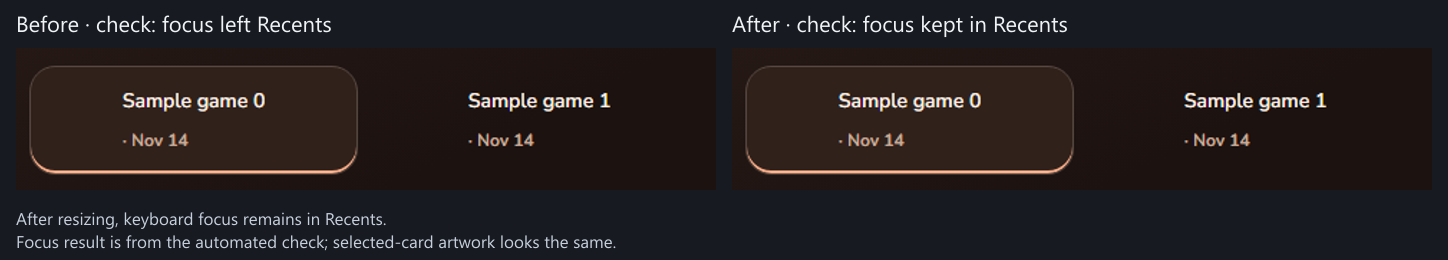 Before · check: focus left Recents
After · check: focus kept in Recents
Sample game 0
Sample game 1
· Nov 14
· Nov 14
Sample game 0
Sample game 1
· Nov 14
· Nov 14
After resizing, keyboard focus remains in Recents.
Focus result is from the automated check; selected-card artwork looks the same.